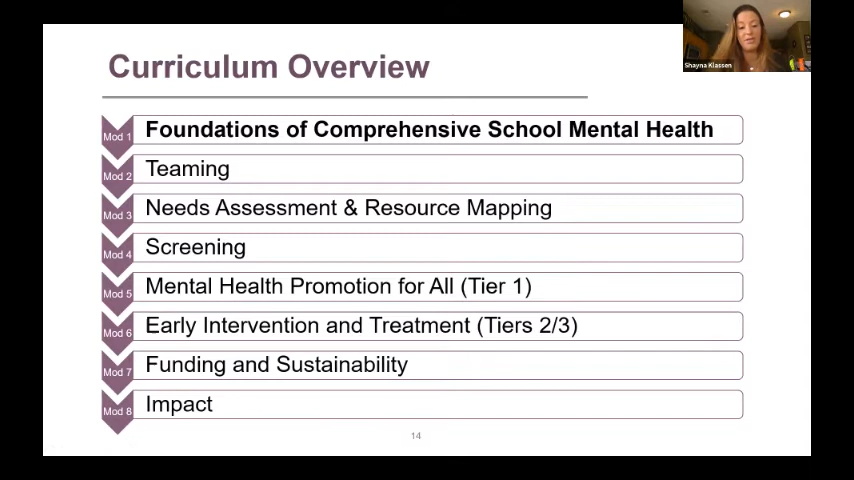 Curriculum Overview
Shayna Klassen
Mod 1 Foundations of Comprehensive School Mental Health
Mod 2 Teaming
Mod 3 Needs Assessment & Resource Mapping
Mod 4 Screening
Mod 5 Mental Health Promotion for All (Tier 1)
Mod 6 Early Intervention and Treatment (Tiers 2/3)
Mod 7 Funding and Sustainability
Mod 8 Impact
14